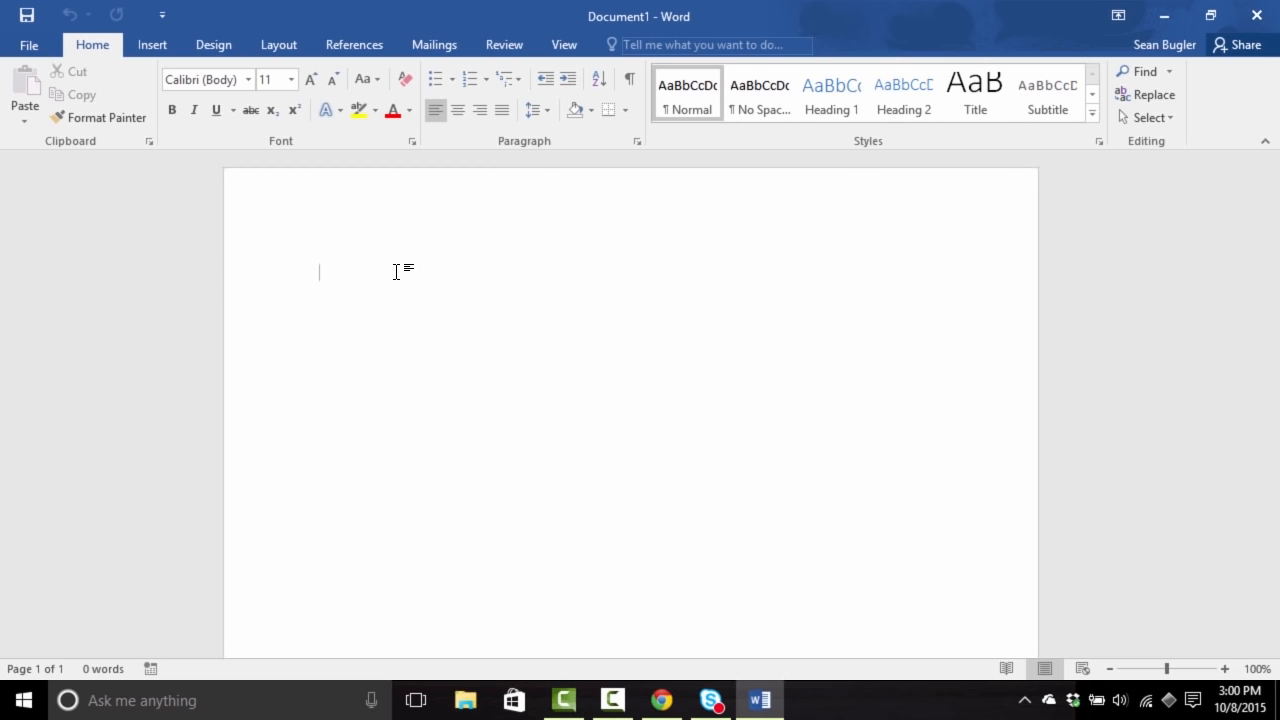 Document1 - Word
File Home Insert Design Layout References Mailings Review View Tell me what you want to do... Sean Bugler Share
Paste
Cut
Copy
Format Painter
Clipboard
Calibri (Body) 11 Aa
B I U abc X₂ X² A A
Font
Paragraph
AaBbCcDc AaBbCcDc AaBbCc AaBbCcD AaB AaBbCcD
¶ Normal ¶ No Spac... Heading 1 Heading 2 Title Subtitle
Styles
Find
Replace
Select
Editing
Page 1 of 1 0 words 100%
Ask me anything
3:00 PM
10/8/2015